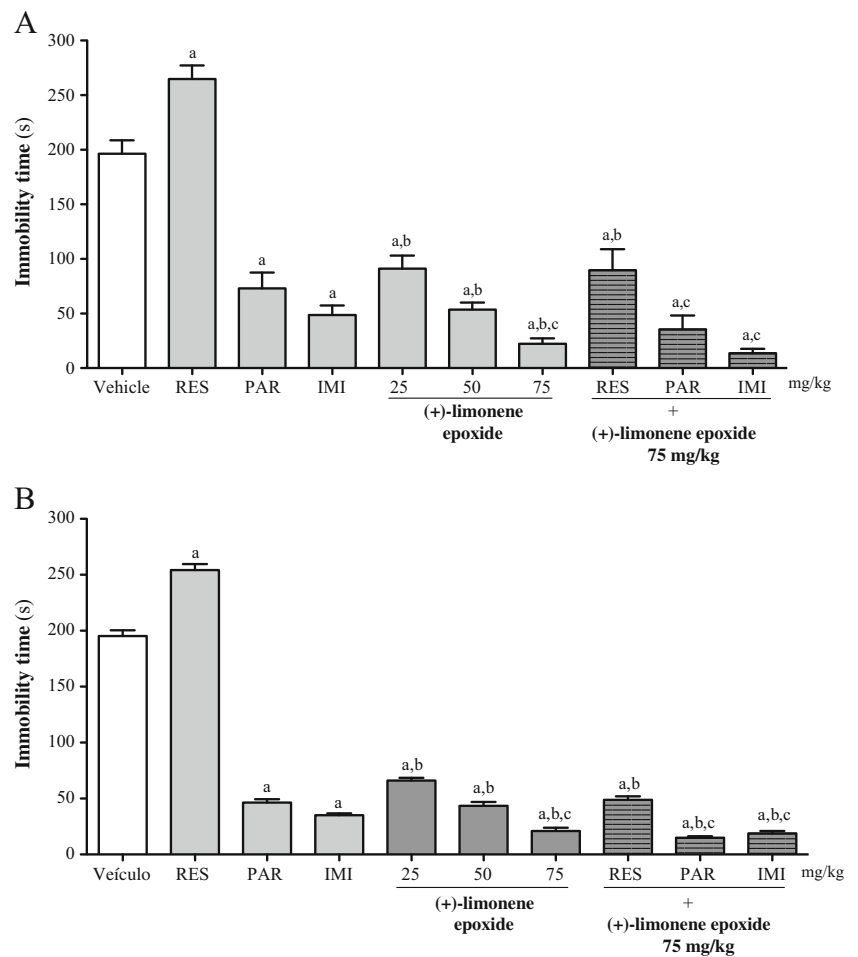 A
300
250
200
150
100
50
0
Immobility time (s)
a
a
a
a,b
a,b
a,b,c
a,b
a,c
a,c
Vehicle RES PAR IMI 25 50 75 RES PAR IMI mg/kg
(+)-limonene
epoxide
+
(+)-limonene epoxide
75 mg/kg
B
300
250
200
150
100
50
0
Immobility time (s)
a
a
a
a,b
a,b
a,b,c
a,b
a,b,c
a,b,c
Veículo RES PAR IMI 25 50 75 RES PAR IMI mg/kg
(+)-limonene
epoxide
+
(+)-limonene epoxide
75 mg/kg